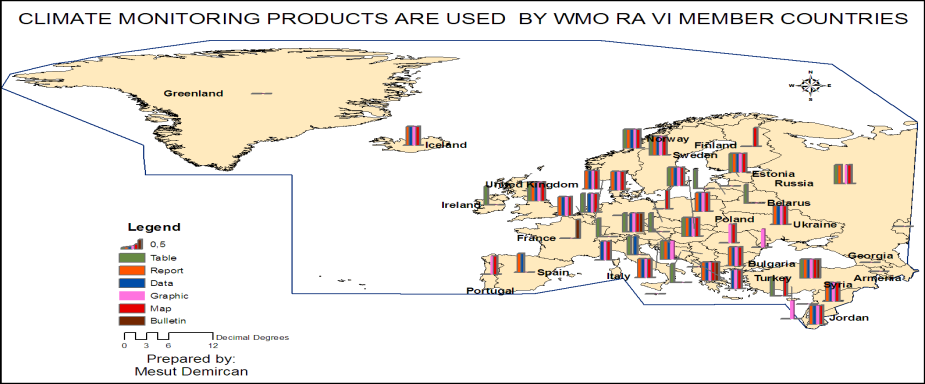 CLIMATE MONITORING PRODUCTS ARE USED BY WMO RA VI MEMBER COUNTRIES
N
W E
S
Greenland
Iceland
Norway
Finland
Sweden
Estonia
Russia
United Kingdom
Ireland
Belarus
Poland
Ukraine
France
Georgia
Bulgaria
Italy
Spain
Turkey
Armenia
Syria
Portugal
Jordan
Legend
0,5
Table
Report
Data
Graphic
Map
Bulletin
Decimal Degrees
0 3 6 12
Prepared by:
Mesut Demircan